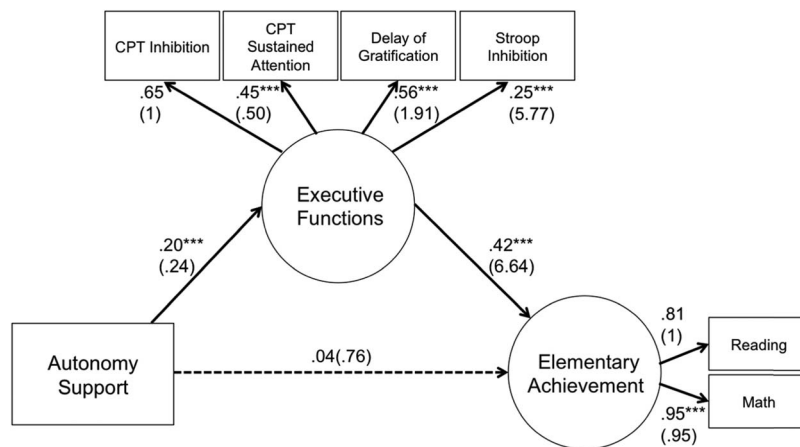 CPT Inhibition
CPT
Sustained
Attention
Delay of
Gratification
Stroop
Inhibition
.65
(1)
.45***
(.50)
.56***
(1.91)
.25***
(5.77)
Executive
Functions
.20***
(.24)
.42***
(6.64)
Autonomy
Support
.04(.76)
Elementary
Achievement
.81
(1)
Reading
Math
.95***
(.95)